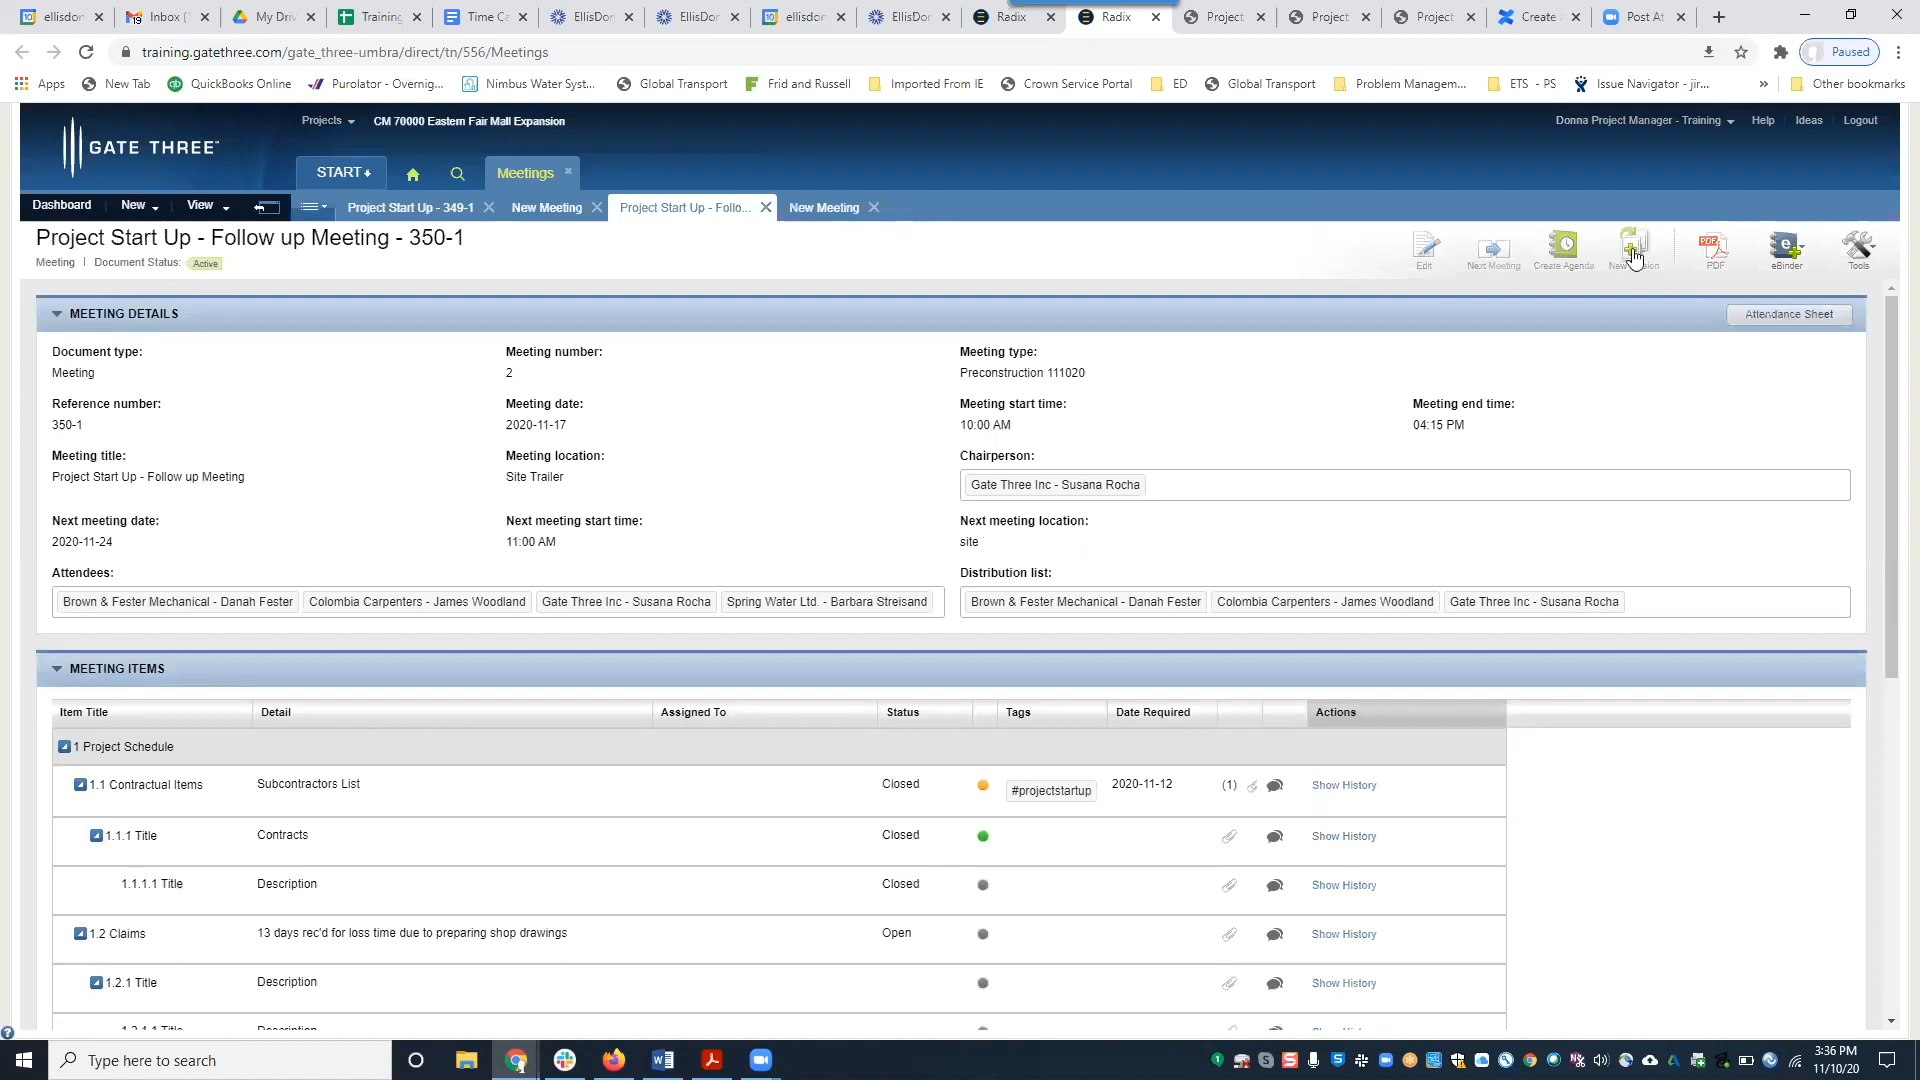 ellisdon
Inbox (
My Driv
Training
Time Ca
EllisDon
EllisDon
ellisdon
EllisDon
Radix
Radix
Project
Project
Project
Create
Post At
training.gatethree.com/gate_three-umbra/direct/tn/556/Meetings
Paused
Apps
New Tab
QuickBooks Online
Purolator - Overnig...
Nimbus Water Syst...
Global Transport
Frid and Russell
Imported From IE
Crown Service Portal
ED
Global Transport
Problem Managem...
ETS - PS
Issue Navigator - jir...
»
Other bookmarks
GATE THREE
Projects
CM 70000 Eastern Fair Mall Expansion
Donna Project Manager - Training
Help
Ideas
Logout
START
Meetings
Dashboard
New
View
Project Start Up - 349-1
New Meeting
Project Start Up - Follo...
New Meeting
Project Start Up - Follow up Meeting - 350-1
Meeting | Document Status: Active
Edit
Next Meeting
Create Agenda
PDF
PDF
eBinder
Tools
MEETING DETAILS
Attendance Sheet
Document type:
Meeting
Meeting number:
2
Meeting type:
Preconstruction 111020
Reference number:
350-1
Meeting date:
2020-11-17
Meeting start time:
10:00 AM
Meeting end time:
04:15 PM
Meeting title:
Project Start Up - Follow up Meeting
Meeting location:
Site Trailer
Chairperson:
Gate Three Inc - Susana Rocha
Next meeting date:
2020-11-24
Next meeting start time:
11:00 AM
Next meeting location:
site
Attendees:
Brown & Fester Mechanical - Danah Fester
Colombia Carpenters - James Woodland
Gate Three Inc - Susana Rocha
Spring Water Ltd. - Barbara Streisand
Distribution list:
Brown & Fester Mechanical - Danah Fester
Colombia Carpenters - James Woodland
Gate Three Inc - Susana Rocha
MEETING ITEMS
Item Title Detail Assigned To Status Tags Date Required Actions
1 Project Schedule
1.1 Contractual Items Subcontractors List Closed #projectstartup 2020-11-12 (1) Show History
1.1.1 Title Contracts Closed Show History
1.1.1.1 Title Description Closed Show History
1.2 Claims 13 days rec'd for loss time due to preparing shop drawings Open Show History
1.2.1 Title Description Show History
1.2.1.1 Title Description
Type here to search
3:36 PM
11/10/20